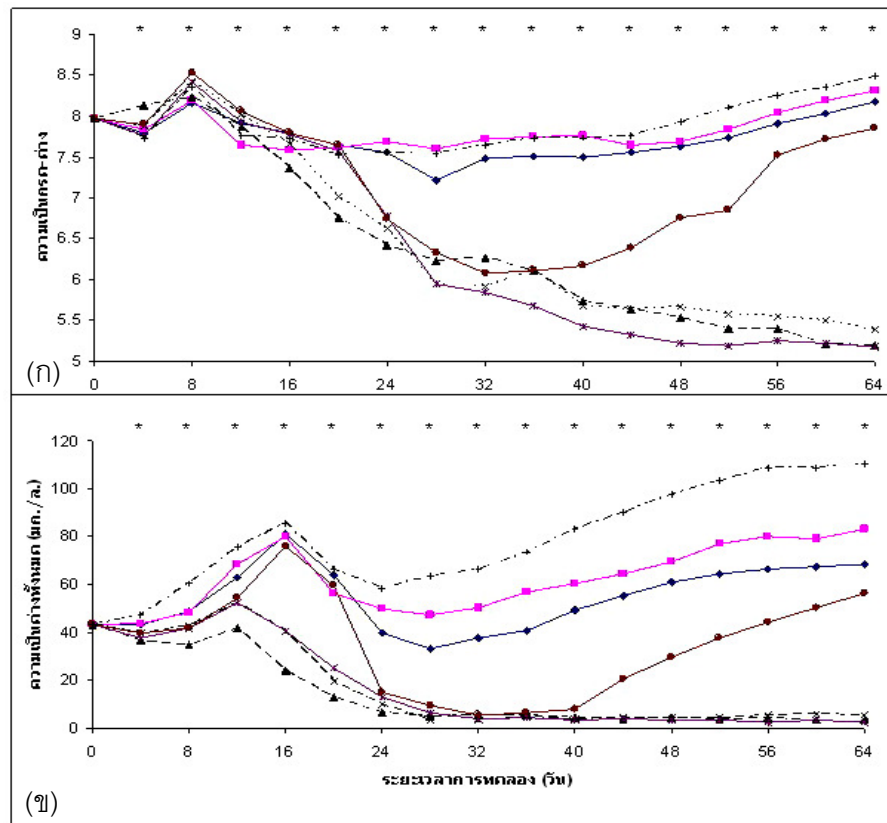 * * * * * * * * * * * * * * * *
9
8.5
8
7.5
7
6.5
6
5.5
5
ความเป็นกรด-ด่าง
(ก)
0 8 16 24 32 40 48 56 64
* * * * * * * * * * * * * * * *
120
100
80
60
40
20
0
ความเป็นด่างทั้งหมด (มก./ล.)
0 8 16 24 32 40 48 56 64
ระยะเวลาการทดลอง (วัน)
(ข)